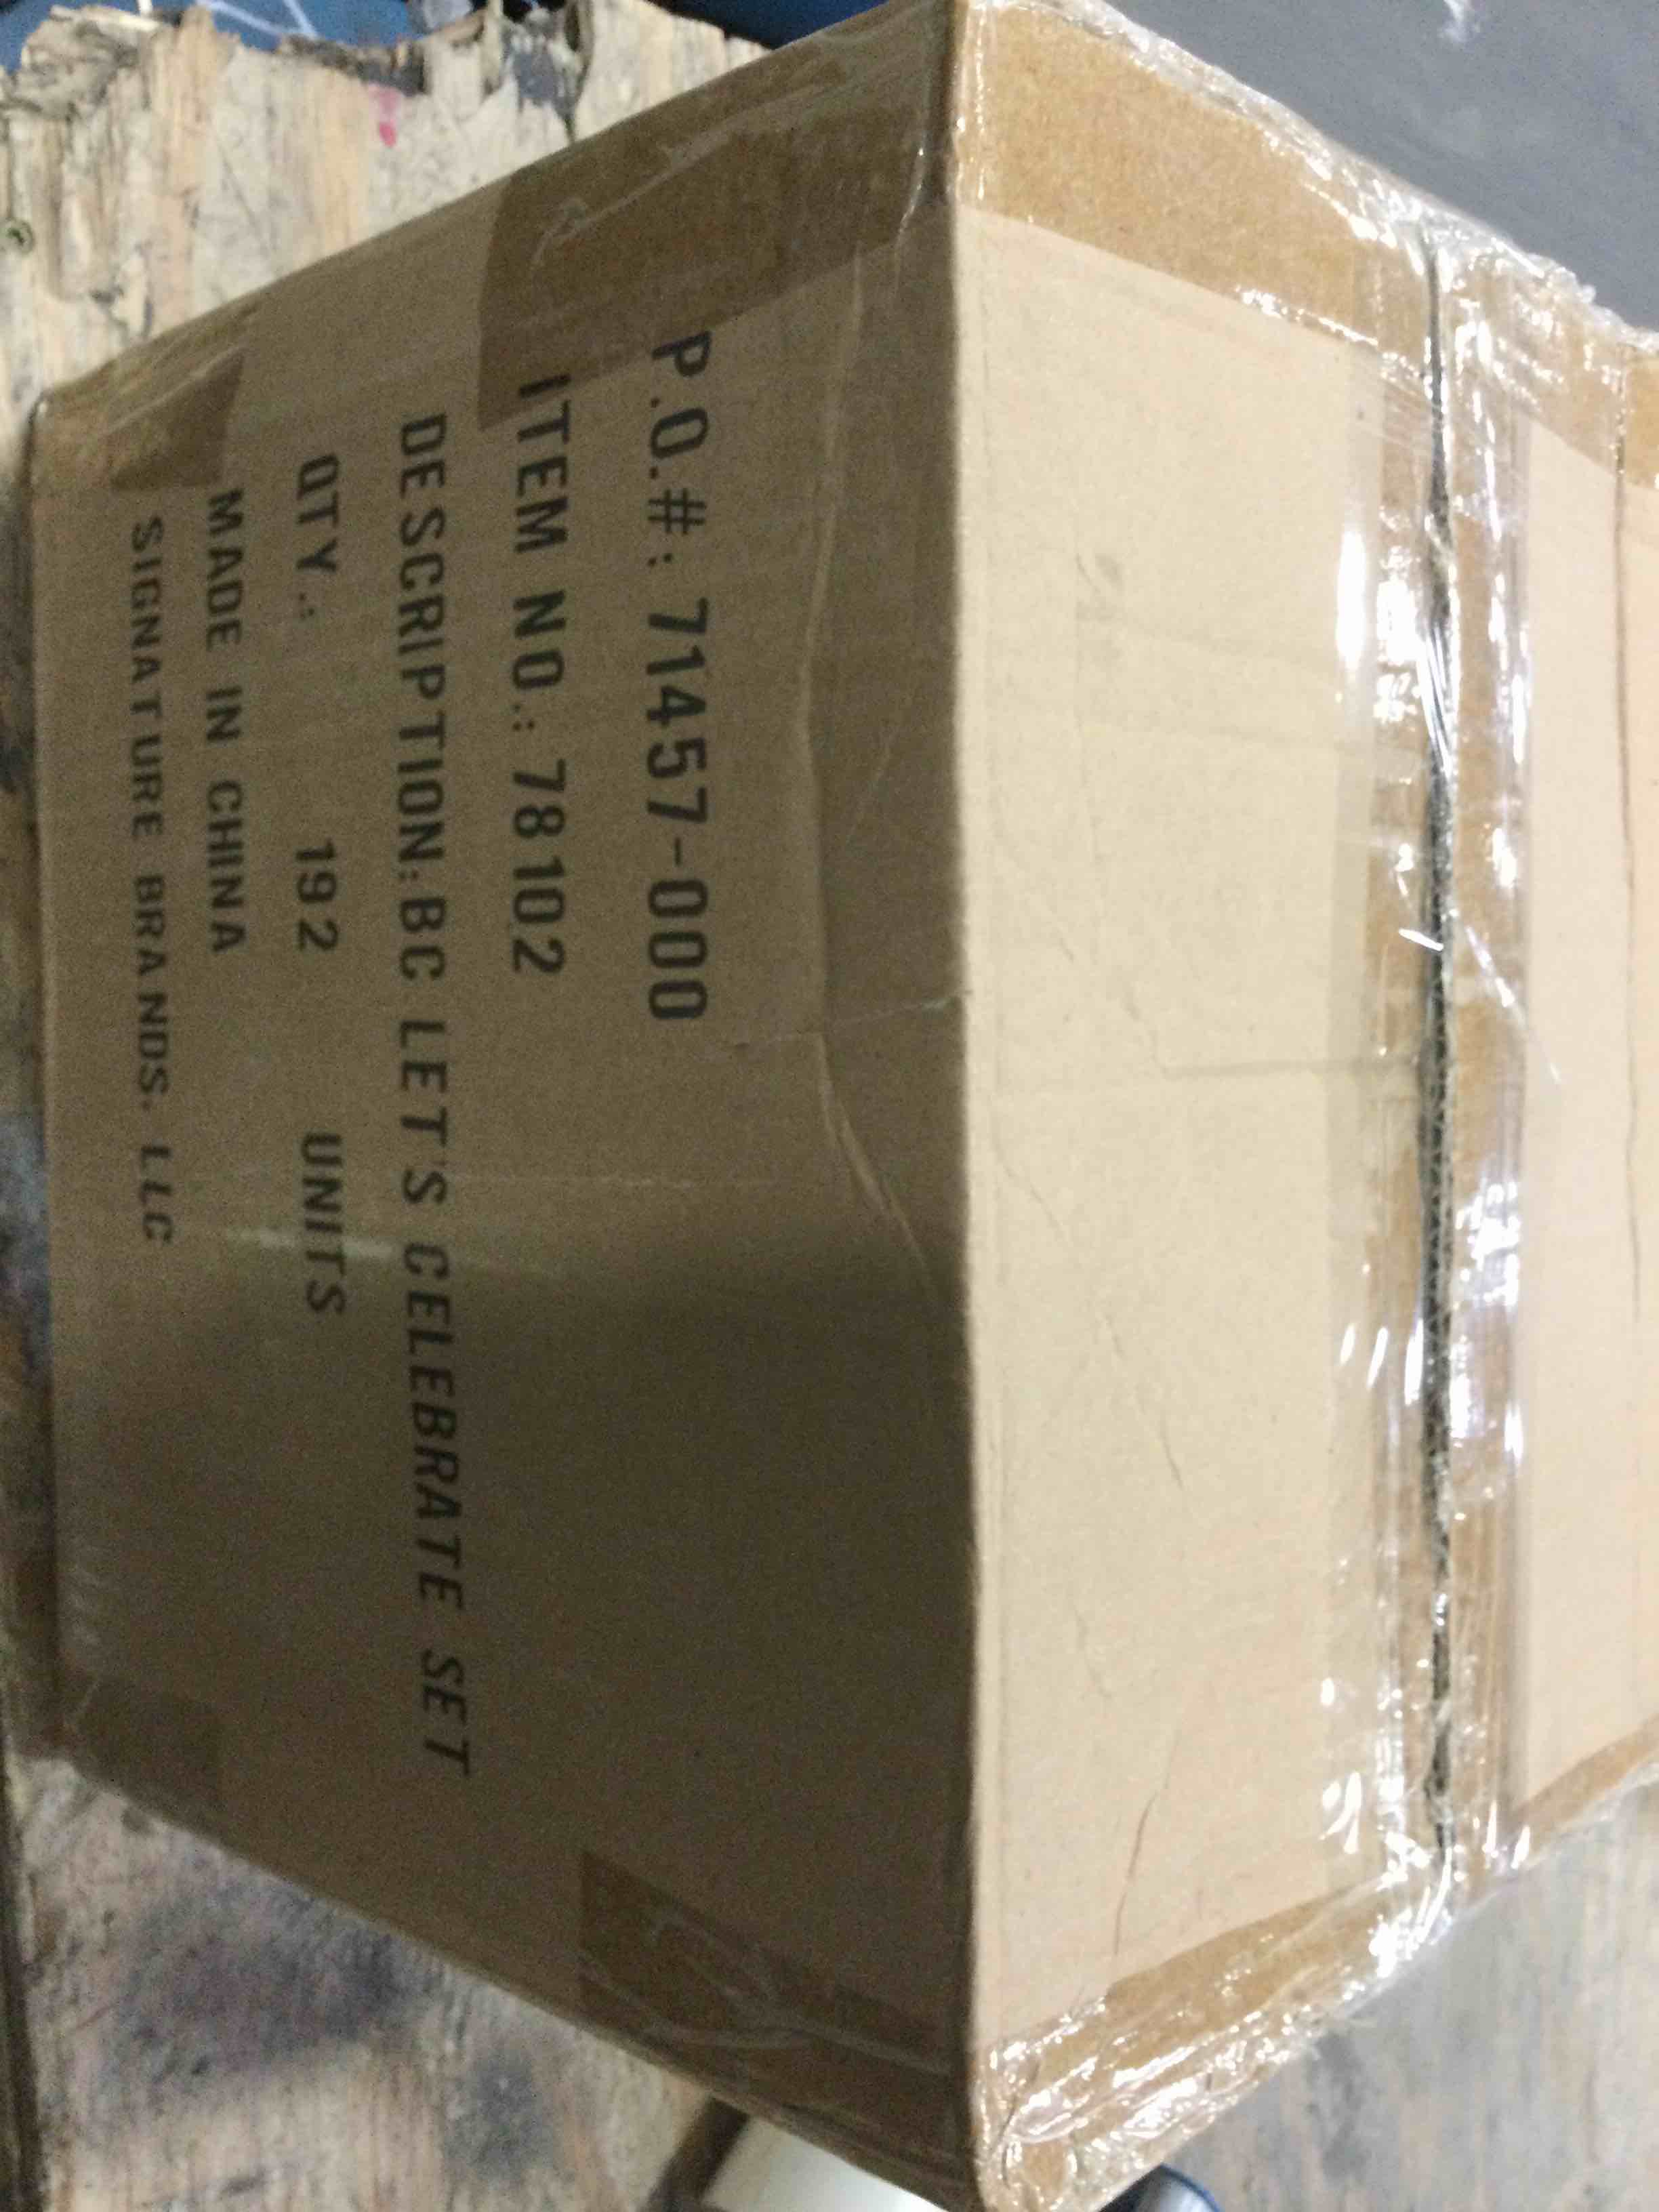 P.O.#: 71457-000
ITEM NO.: 78102
DESCRIPTION: BC LET'S CELEBRATE SET
QTY.: 192 UNITS
MADE IN CHINA
SIGNATURE BRANDS. LLC